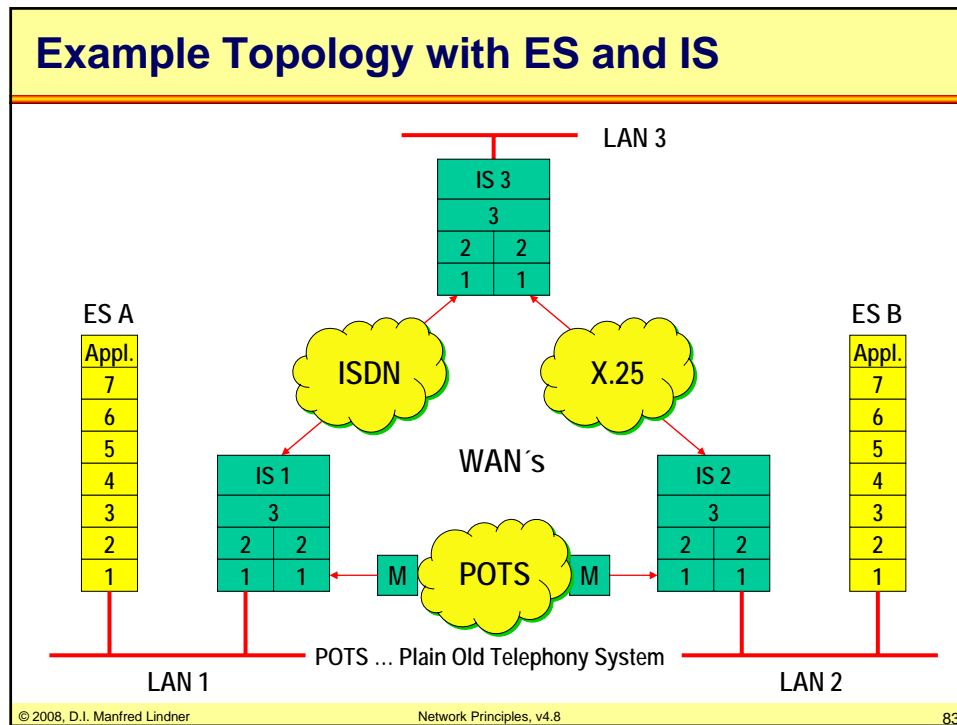 Example Topology with ES and IS
LAN 3
IS 3
3
2 2
1 1
ES A
Appl.
7
6
5
4
3
2
1
ISDN
X.25
ES B
Appl.
7
6
5
4
3
2
1
WAN´s
IS 1
3
2 2
1 1
M
POTS
M
IS 2
3
2 2
1 1
POTS ... Plain Old Telephony System
LAN 1
LAN 2
© 2008, D.I. Manfred Lindner
Network Principles, v4.8
83